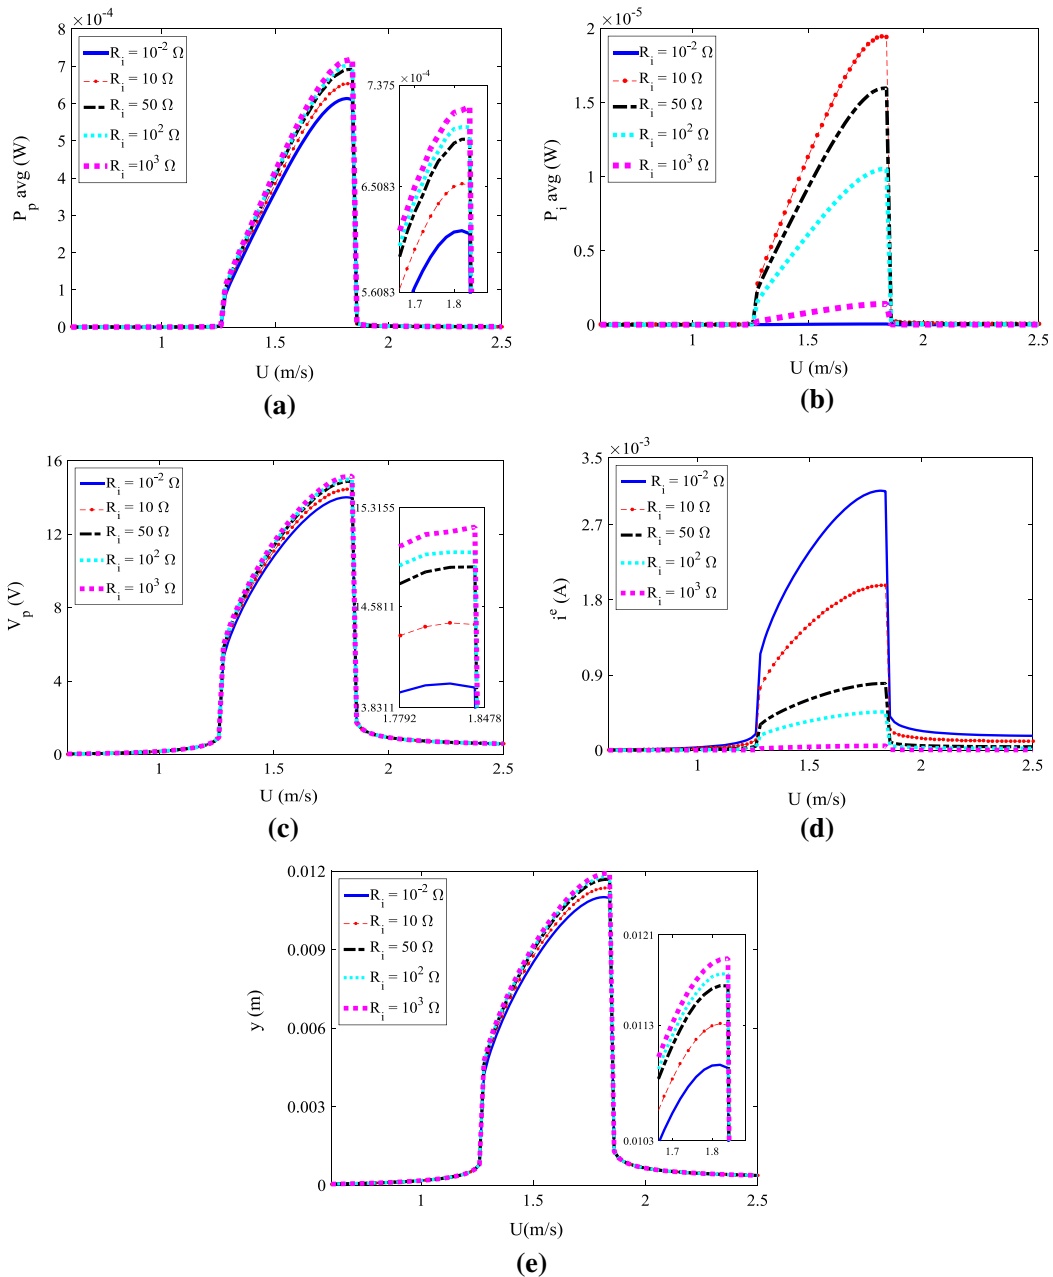 ×10⁻⁴
8
7
6
5
4
3
2
1
0
P_p avg (W)
R_i = 10⁻² Ω
R_i = 10 Ω
R_i = 50 Ω
R_i = 10² Ω
R_i =10³ Ω
7.375
×10⁻⁴
6.5083
5.6083
1.7
1.8
1
1.5
2
2.5
U (m/s)
(a)
×10⁻⁵
2
1.5
1
0.5
0
P_i avg (W)
R_i = 10⁻² Ω
R_i = 10 Ω
R_i = 50 Ω
R_i = 10² Ω
R_i = 10³ Ω
1
1.5
2
2.5
U (m/s)
(b)
16
12
8
4
0
V_p (V)
R_i = 10⁻² Ω
R_i = 10 Ω
R_i = 50 Ω
R_i = 10² Ω
R_i = 10³ Ω
15.3155
14.5811
13.8311
1.7792
1.8478
1
1.5
2
2.5
U (m/s)
(c)
×10⁻³
3.5
2.7
1.8
0.9
0
iᵉ (A)
R_i = 10⁻² Ω
R_i = 10 Ω
R_i = 50 Ω
R_i = 10² Ω
R_i = 10³ Ω
1
1.5
2
2.5
U (m/s)
(d)
0.012
0.009
0.006
0.003
0
y (m)
R_i = 10⁻² Ω
R_i = 10 Ω
R_i = 50 Ω
R_i = 10² Ω
R_i = 10³ Ω
0.0121
0.0113
0.0103
1.7
1.8
1
1.5
2
2.5
U(m/s)
(e)